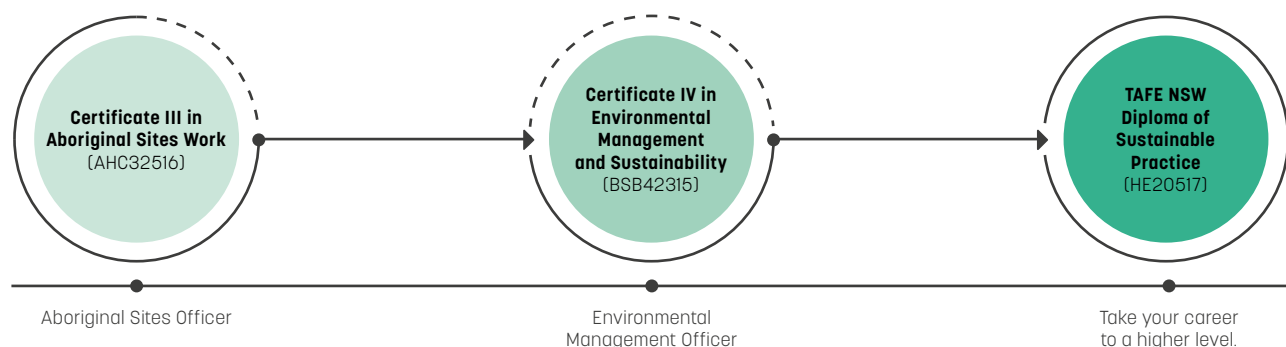 Certificate III in
Aboriginal Sites Work
(AHC32516)
Certificate IV in
Environmental
Management
and Sustainability
(BSB42315)
TAFE NSW
Diploma of
Sustainable
Practice
(HE20517)
Aboriginal Sites Officer
Environmental
Management Officer
Take your career
to a higher level.